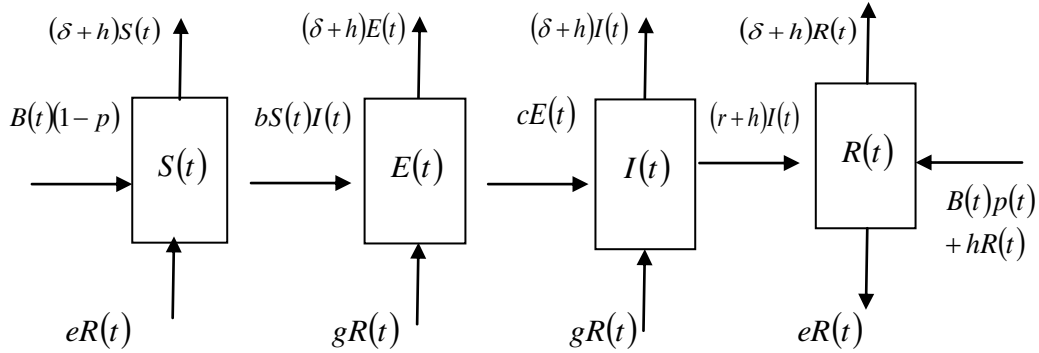 (δ + h)S(t)
(δ + h)E(t)
(δ + h)I(t)
(δ + h)R(t)
B(t)(1− p)
bS(t)I(t)
cE(t)
(r + h)I(t)
S(t)
E(t)
I(t)
R(t)
B(t)p(t)
+ hR(t)
eR(t)
gR(t)
gR(t)
eR(t)